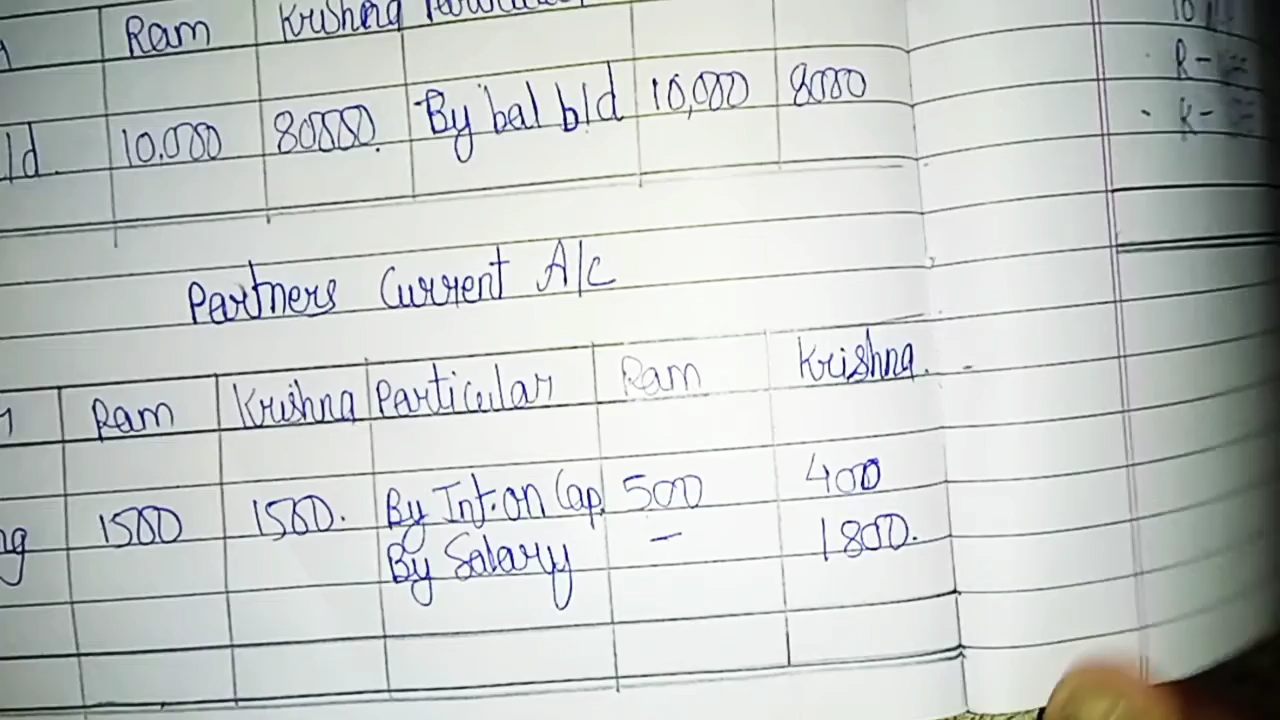 Ram Krishna
ld 10.000 80000. By bal b/d 10,000 8000
Partners Current A/c
Ram Krishna Particular Ram Krishna.
1500 1500. By Int. on Cap. 500 400
By Salary - 1800.
10
R-
K-